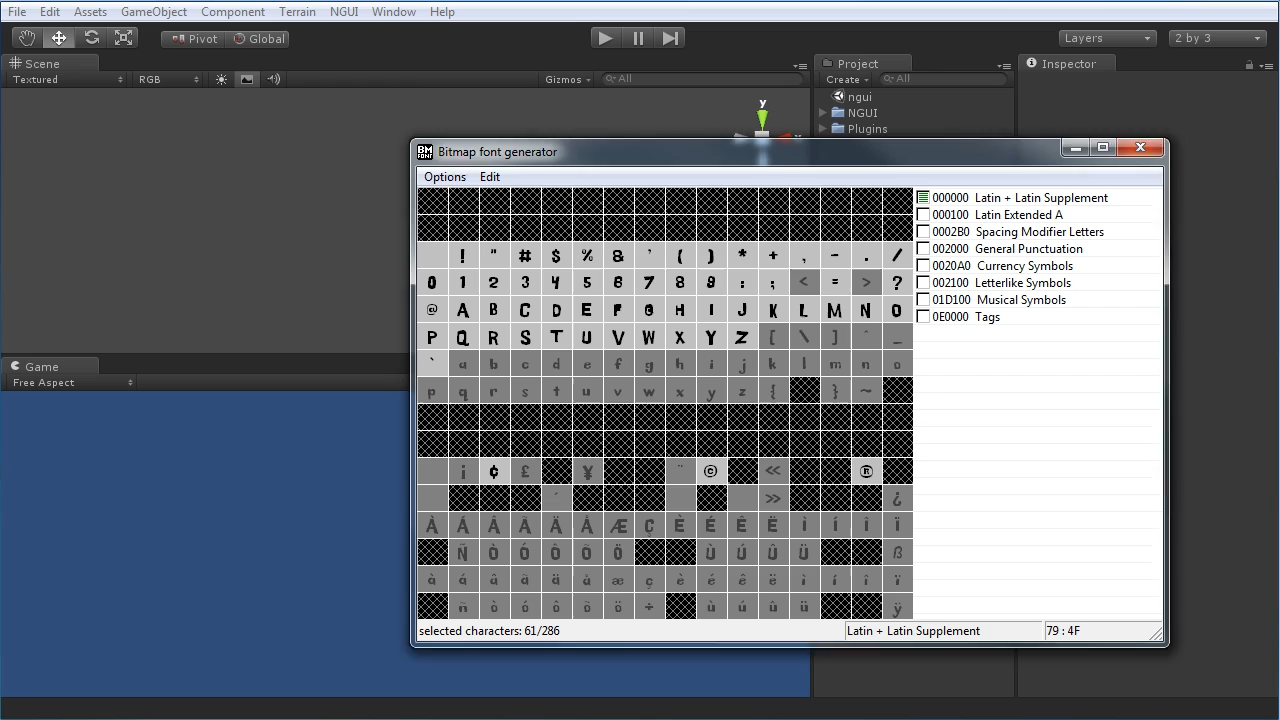 File Edit Assets GameObject Component Terrain NGUI Window Help
Pivot Global Layers 2 by 3
Scene Project Inspector
Textured RGB Gizmos All Create All
ngui
NGUI
Plugins
y
x
BM FONT Bitmap font generator
Options Edit
000000 Latin + Latin Supplement
000100 Latin Extended A
0002B0 Spacing Modifier Letters
002000 General Punctuation
0020A0 Currency Symbols
002100 Letterlike Symbols
01D100 Musical Symbols
0E0000 Tags
! " # $ % & ' ( ) * + , - . /
0 1 2 3 4 5 6 7 8 9 : ; < = > ?
@ A B C D E F G H I J K L M N O
P Q R S T U V W X Y Z [ \ ] ^ _
` a b c d e f g h i j k l m n o
p q r s t u v w x y z { } ~
¡ ¢ £ ¥ ¨ © « ®
´ » ¿
À Á Â Ã Ä Å Æ Ç È É Ê Ë Ì Í Î Ï
Ñ Ò Ó Ô Õ Ö Ù Ú Û Ü ß
à á â ã ä å æ ç è é ê ë ì í î ï
ñ ò ó ô õ ö ÷ ù ú û ü ÿ
selected characters: 61/286 Latin + Latin Supplement 79 : 4F
Game
Free Aspect